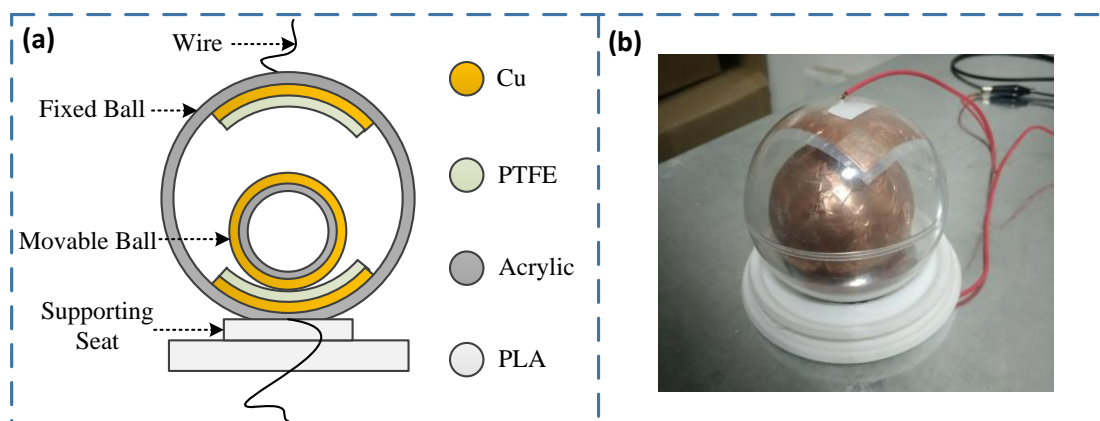 (a)
Wire
Fixed Ball
Movable Ball
Supporting
Seat
Cu
PTFE
Acrylic
PLA
(b)